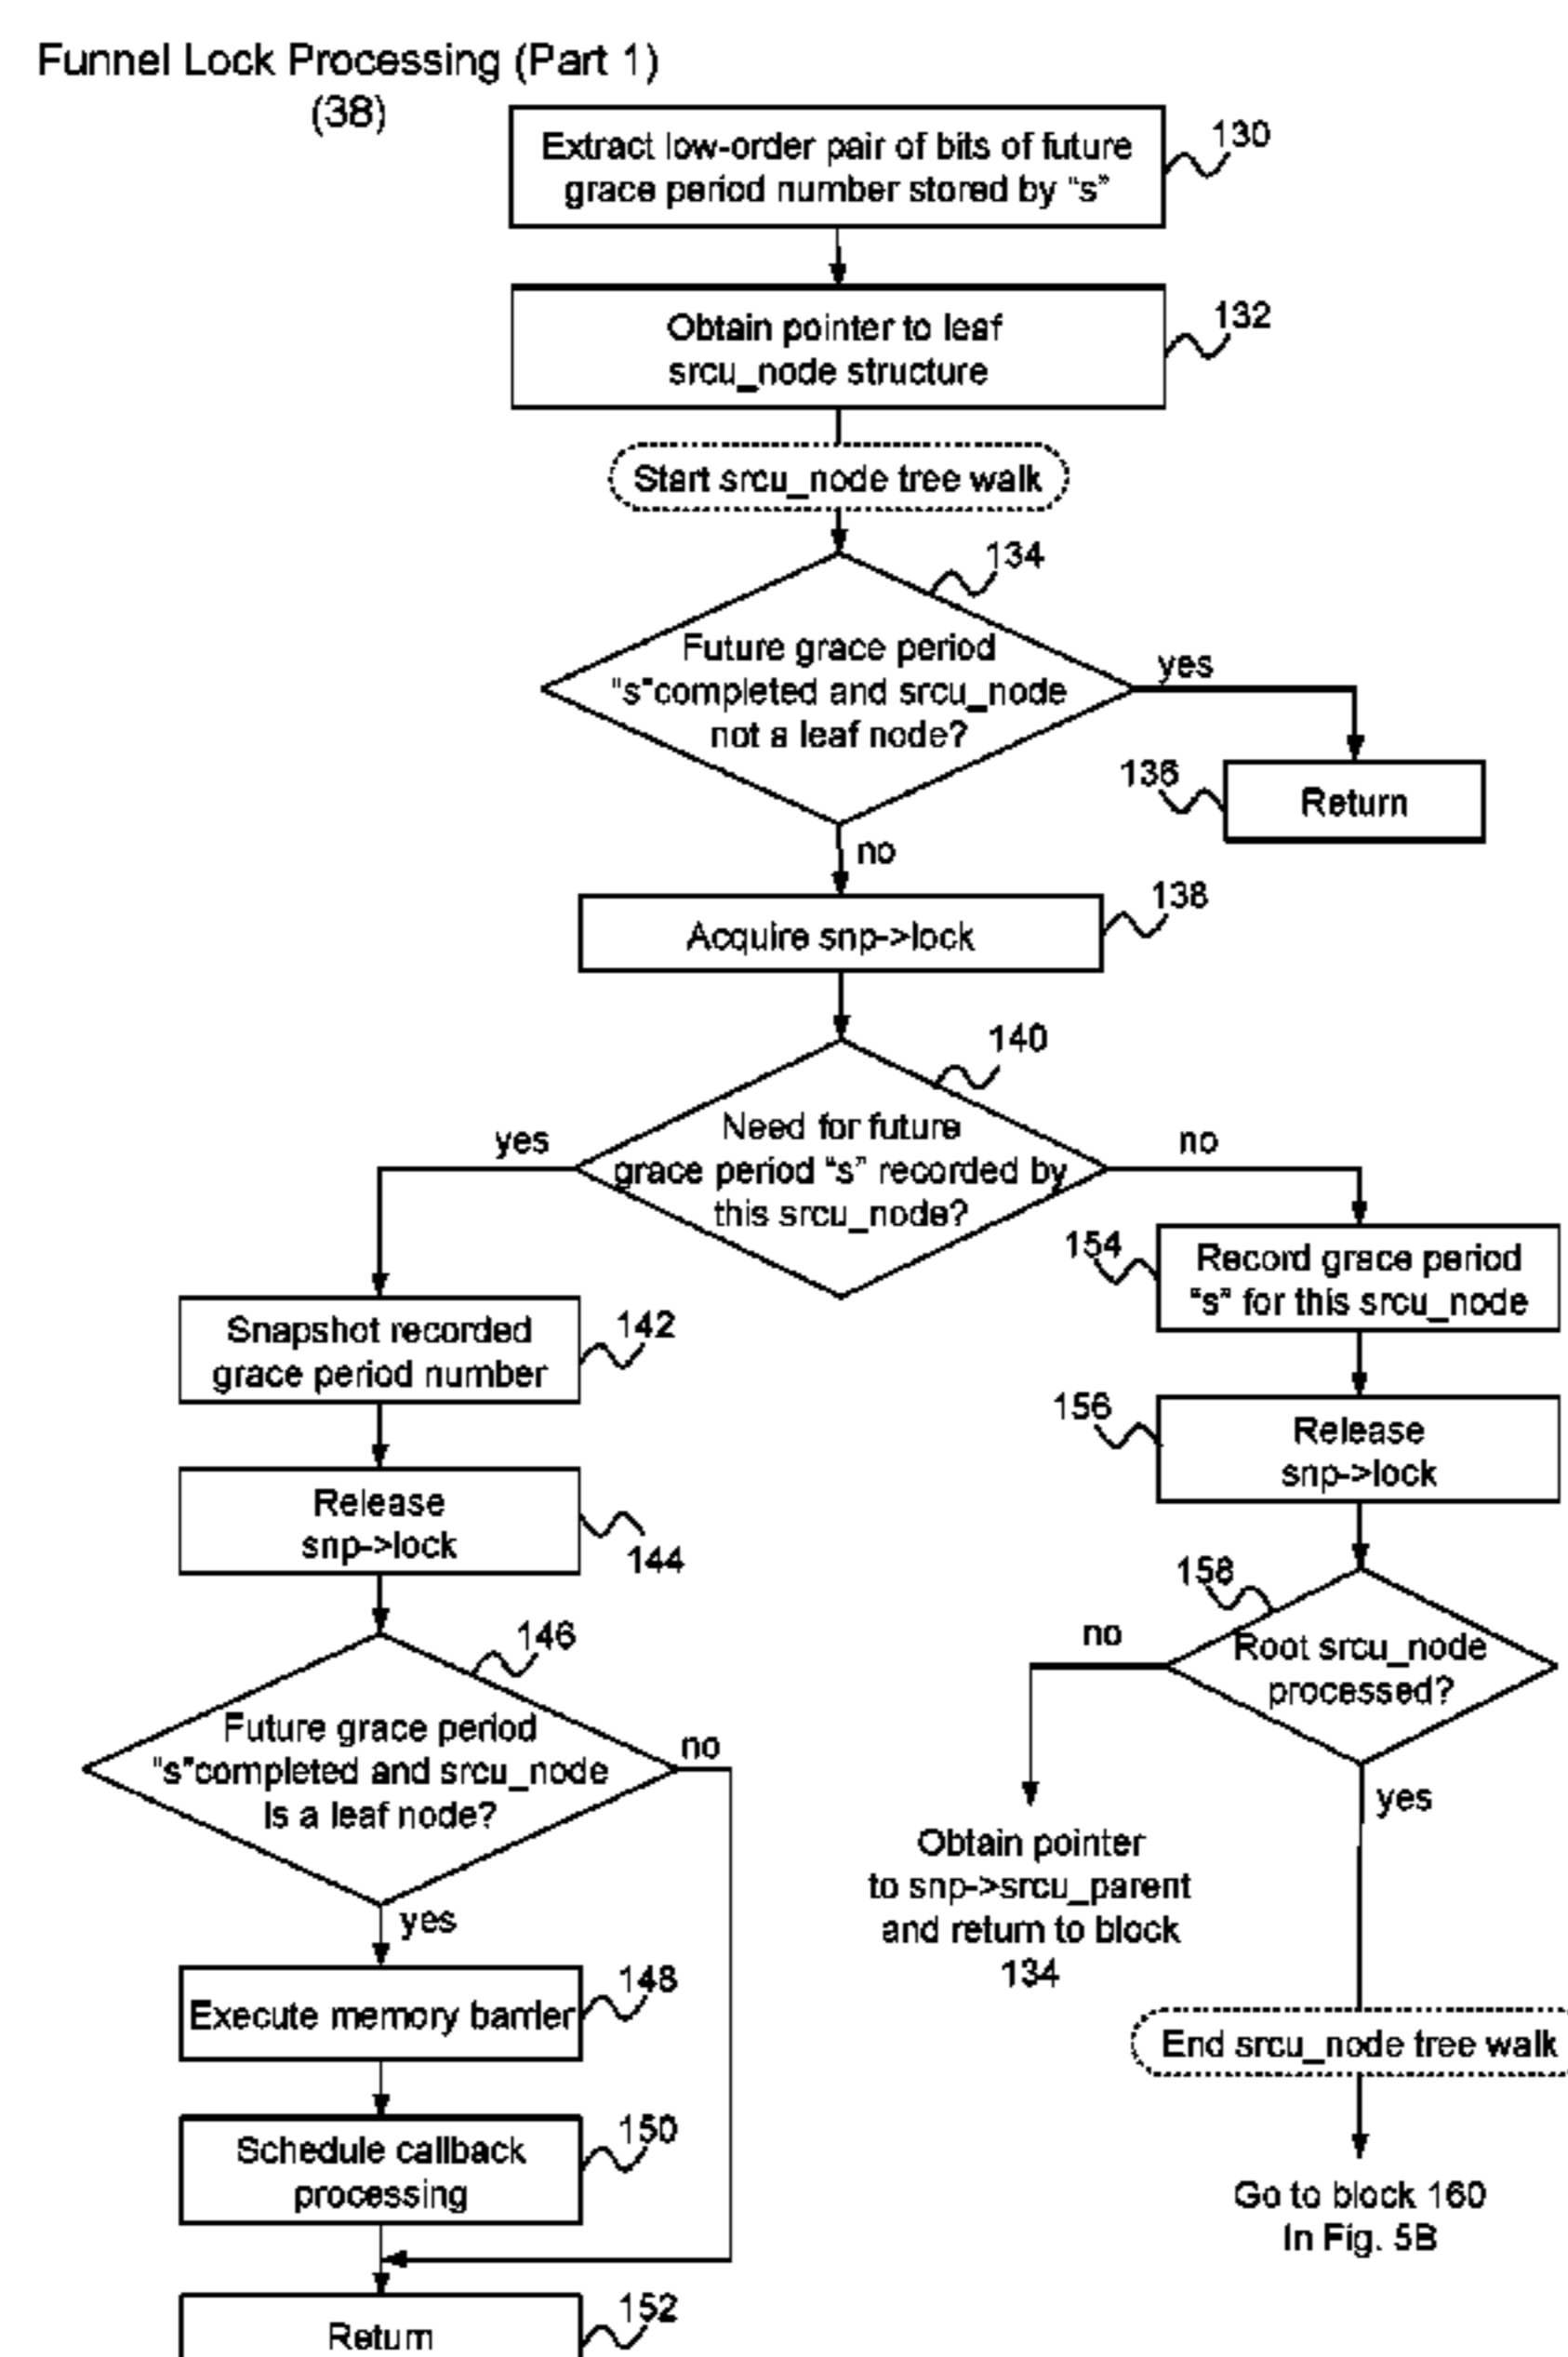 Funnel Lock Processing (Part 1)
(38)
Extract low-order pair of bits of future
grace period number stored by "s"
130
Obtain pointer to leaf
srcu_node structure
132
Start srcu_node tree walk
134
Future grace period
"s"completed and srcu_node
not a leaf node?
yes
136
Return
no
138
Acquire snp->lock
140
Need for future
grace period "s" recorded by
this srcu_node?
yes
no
154
Record grace period
"s" for this srcu_node
Snapshot recorded
grace period number
142
156
Release
snp->lock
Release
snp->lock
144
158
Root srcu_node
processed?
no
yes
146
Future grace period
"s"completed and srcu_node
is a leaf node?
no
yes
Obtain pointer
to snp->srcu_parent
and return to block
134
148
Execute memory barrier
End srcu_node tree walk
150
Schedule callback
processing
Go to block 160
In Fig. 5B
152
Return